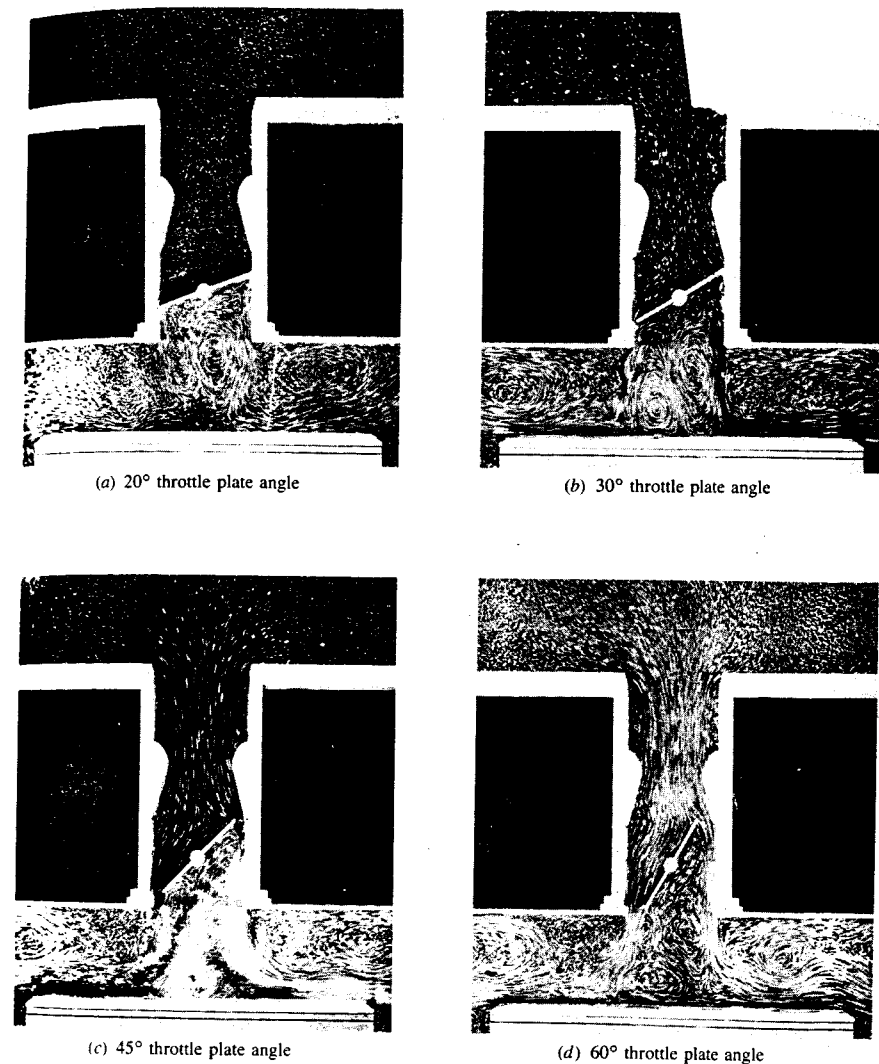 (a) 20° throttle plate angle
(b) 30° throttle plate angle
(c) 45° throttle plate angle
(d) 60° throttle plate angle